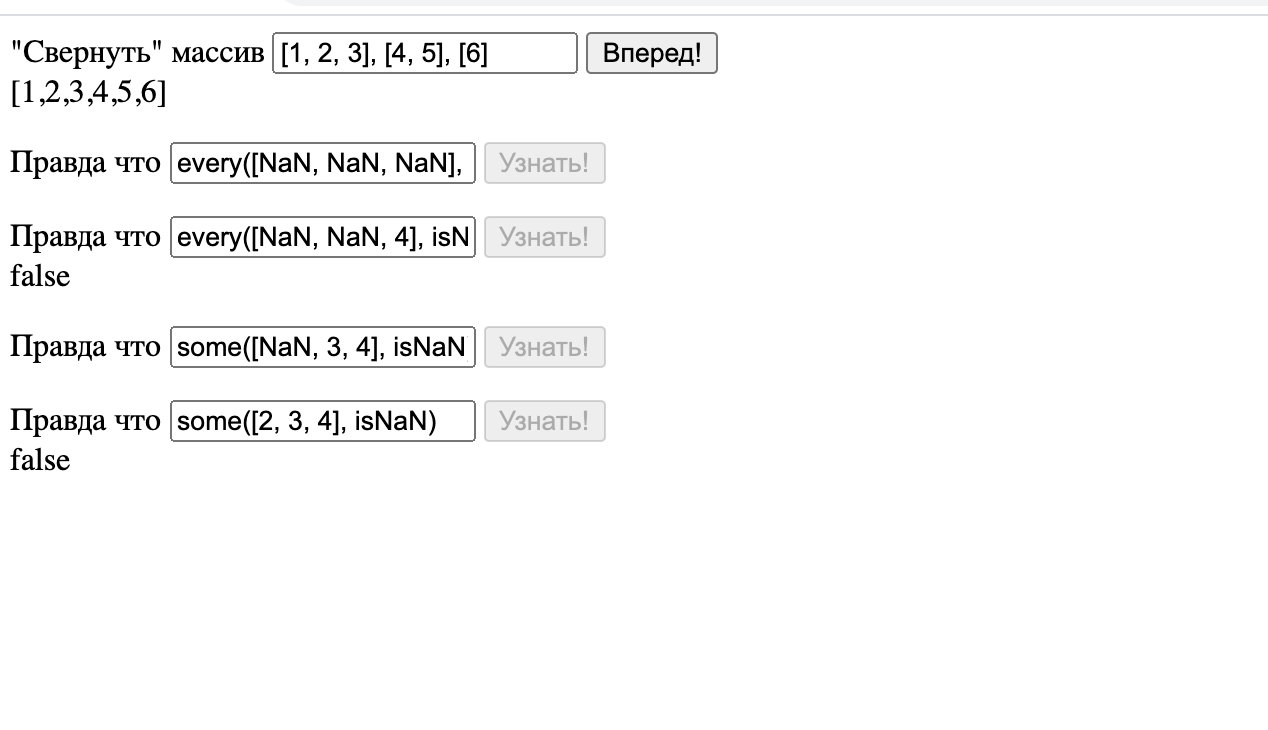 "Свернуть" массив [1, 2, 3], [4, 5], [6] Вперед!
[1,2,3,4,5,6]
Правда что every([NaN, NaN, NaN], Узнать!
Правда что every([NaN, NaN, 4], isN Узнать!
false
Правда что some([NaN, 3, 4], isNaN Узнать!
Правда что some([2, 3, 4], isNaN) Узнать!
false